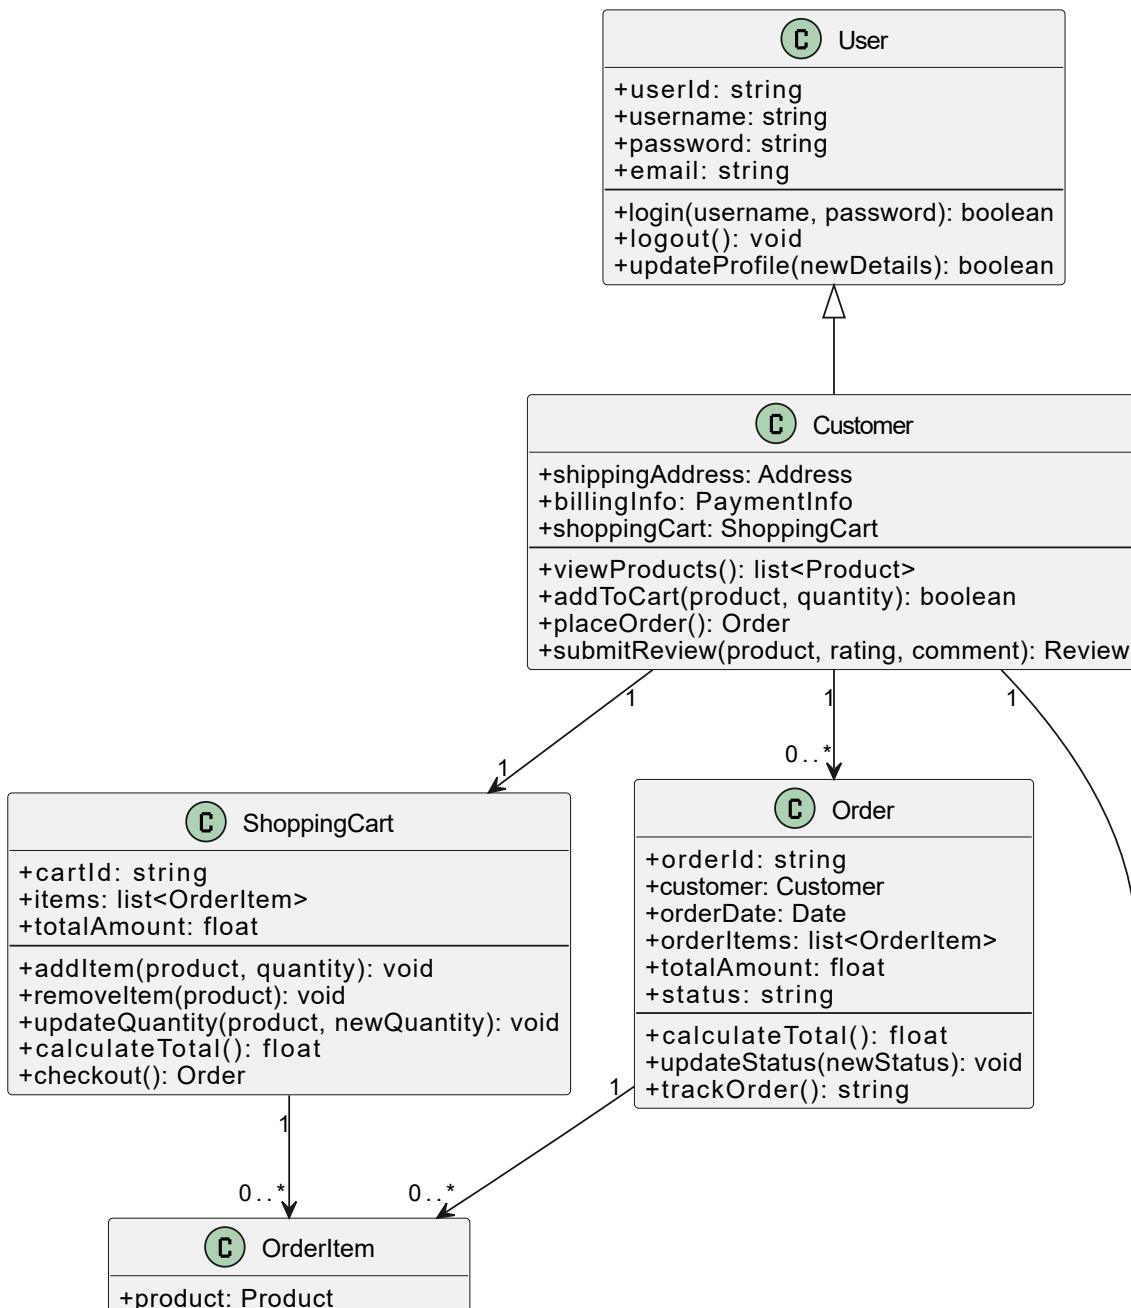 C User
+userId: string
+username: string
+password: string
+email: string
+login(username, password): boolean
+logout(): void
+updateProfile(newDetails): boolean
C Customer
+shippingAddress: Address
+billingInfo: PaymentInfo
+shoppingCart: ShoppingCart
+viewProducts(): list<Product>
+addToCart(product, quantity): boolean
+placeOrder(): Order
+submitReview(product, rating, comment): Review
1
1
1
1
0..*
C ShoppingCart
+cartId: string
+items: list<OrderItem>
+totalAmount: float
+addItem(product, quantity): void
+removeItem(product): void
+updateQuantity(product, newQuantity): void
+calculateTotal(): float
+checkout(): Order
C Order
+orderId: string
+customer: Customer
+orderDate: Date
+orderItems: list<OrderItem>
+totalAmount: float
+status: string
+calculateTotal(): float
+updateStatus(newStatus): void
+trackOrder(): string
1
1
0..*
0..*
C OrderItem
+product: Product